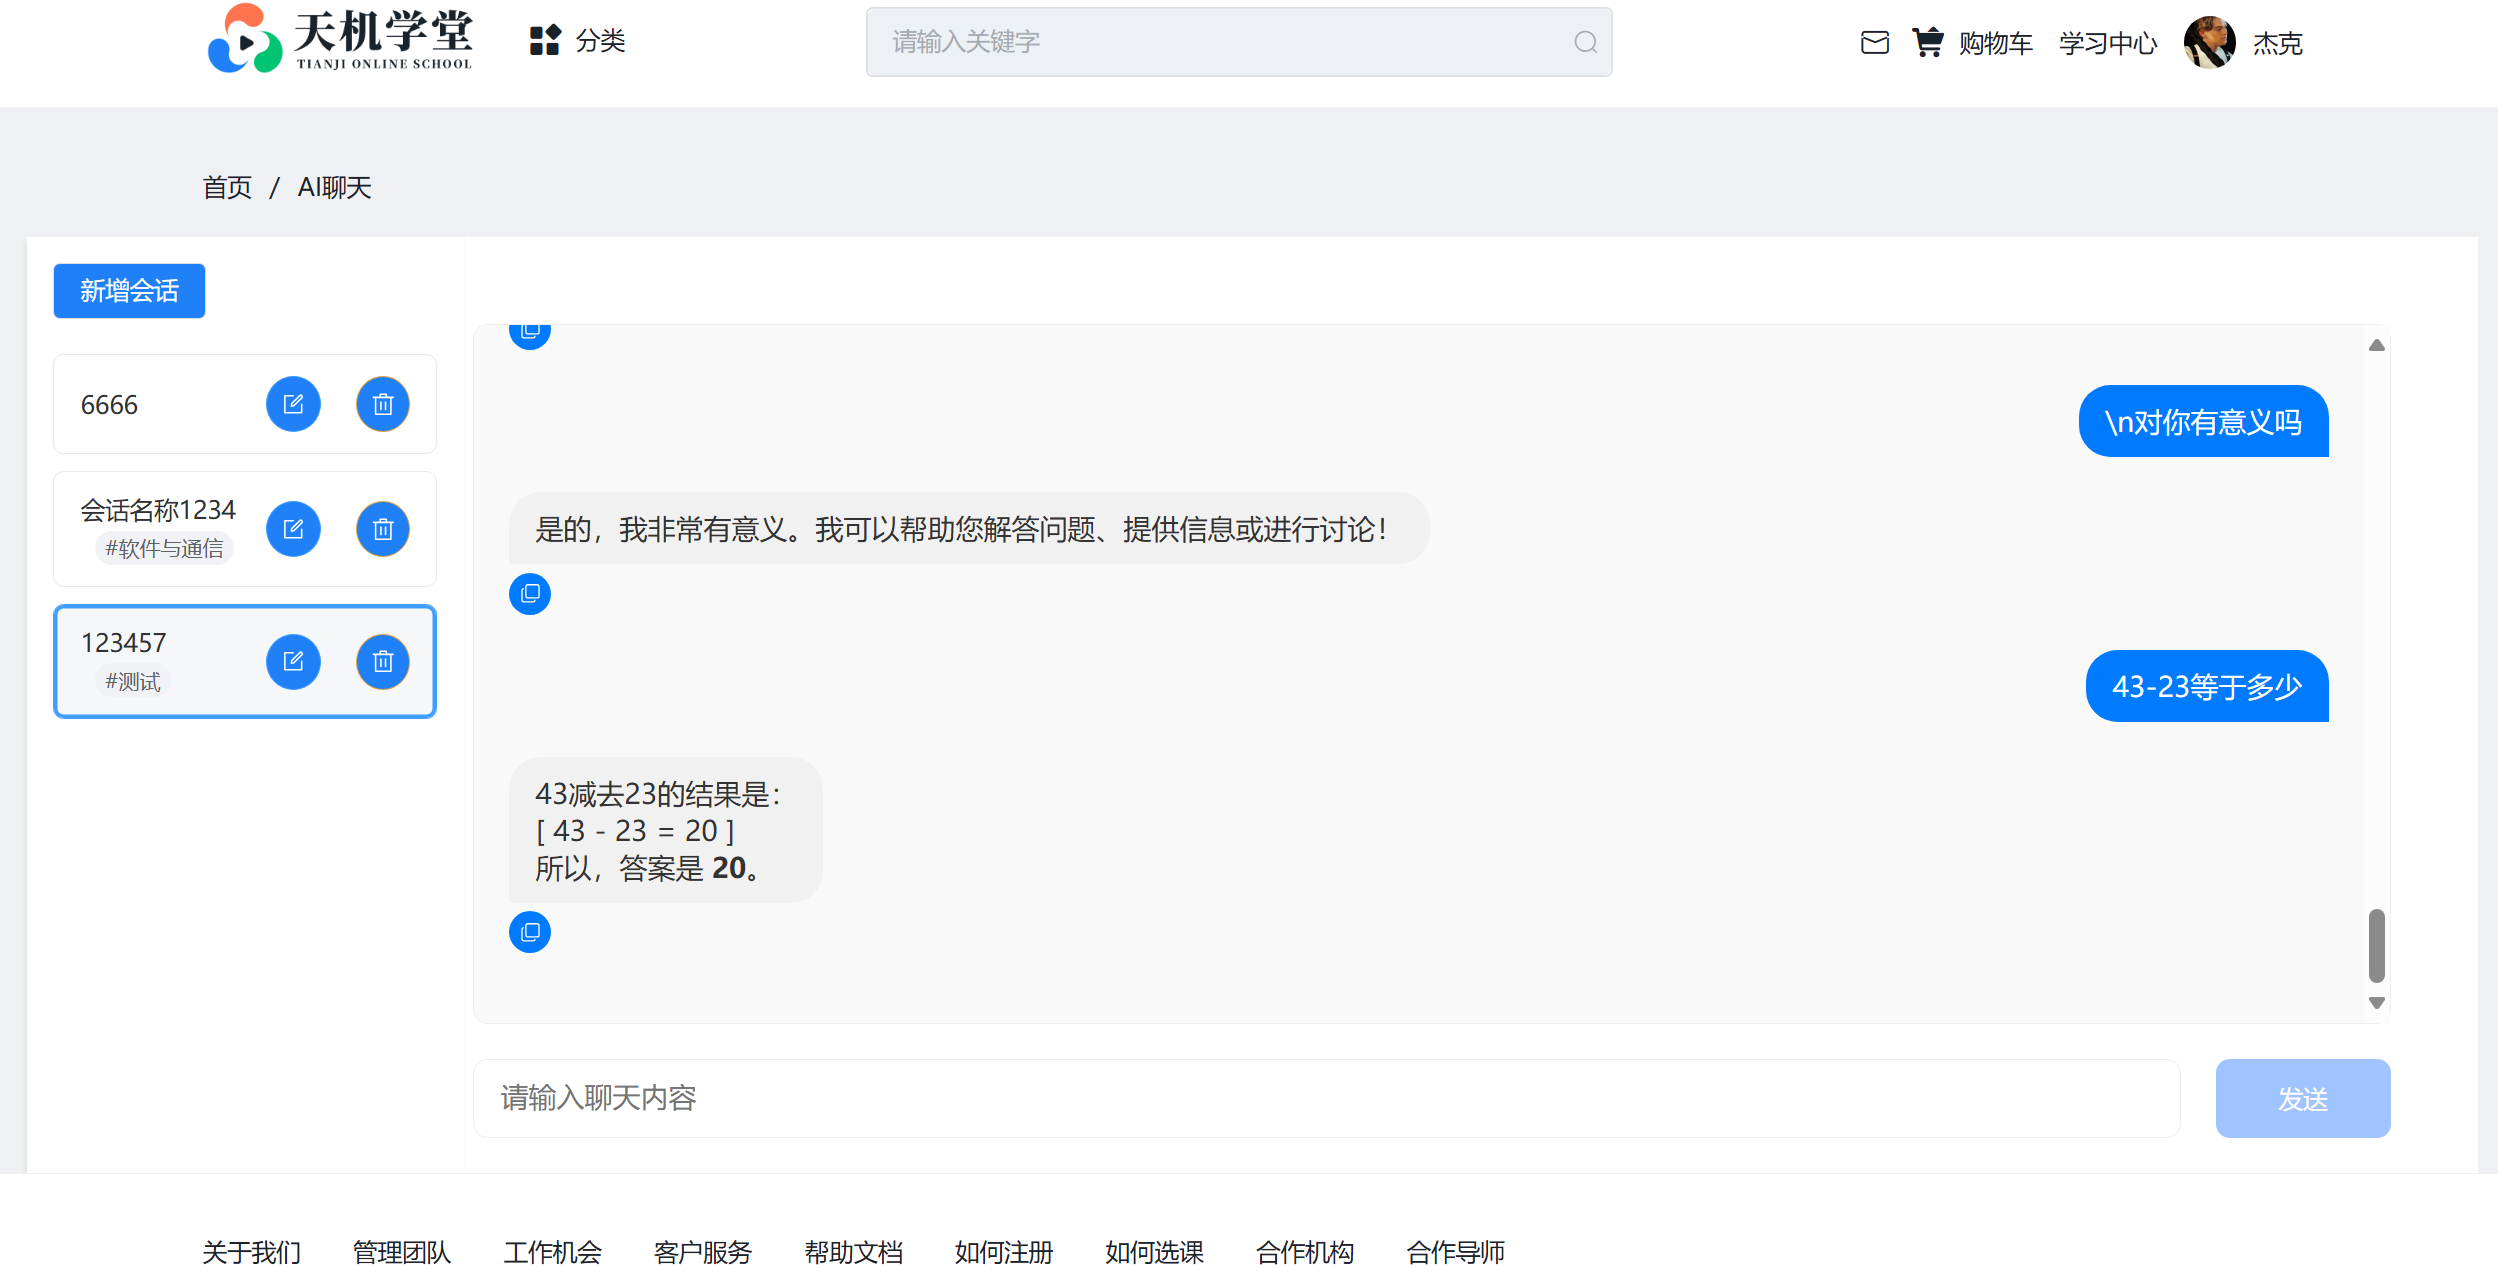 天机学堂
TIANJI ONLINE SCHOOL
分类
请输入关键字
购物车
学习中心
杰克
首页 / AI聊天
新增会话
6666
会话名称1234
#软件与通信
123457
#测试
\n对你有意义吗
是的，我非常有意义。我可以帮助您解答问题、提供信息或进行讨论！
43-23等于多少
43减去23的结果是：
[ 43 - 23 = 20 ]
所以，答案是 20。
请输入聊天内容
发送
关于我们
管理团队
工作机会
客户服务
帮助文档
如何注册
如何选课
合作机构
合作导师